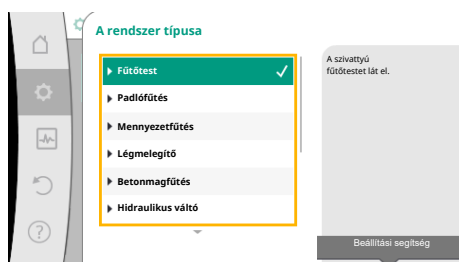 A rendszer típusa
Fűtőtest
Padlófűtés
Mennyezetfűtés
Légmelegítő
Betonmagfűtés
Hidraulikus váltó
A szivattyú
fűtőtestet lát el.
Beállítási segítség
?